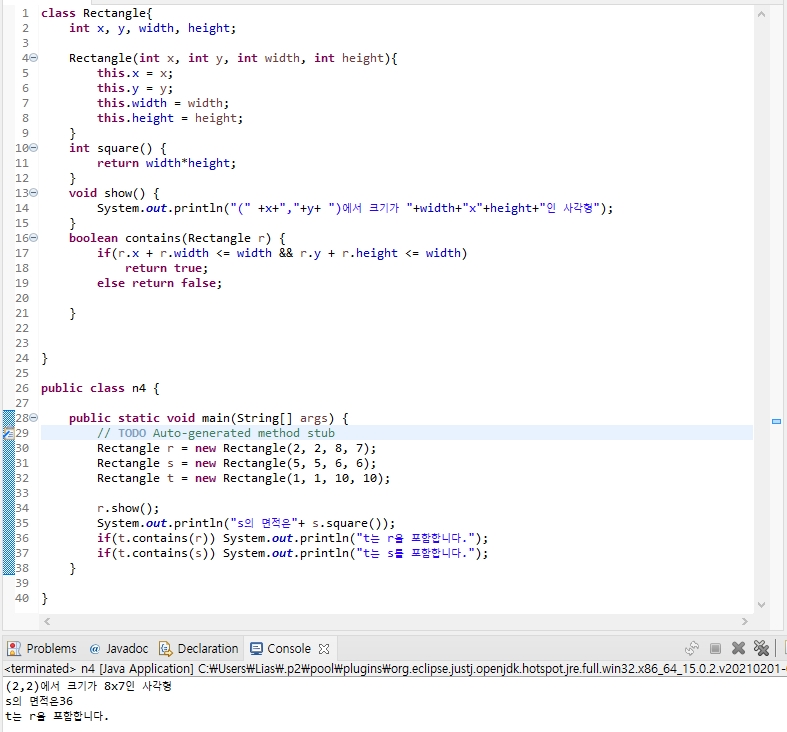 1 class Rectangle{
2 int x, y, width, height;
3
4 Rectangle(int x, int y, int width, int height){
5 this.x = x;
6 this.y = y;
7 this.width = width;
8 this.height = height;
9 }
10 int square() {
11 return width*height;
12 }
13 void show() {
14 System.out.println("(" +x+","+y+ ")에서 크기가 "+width+"x"+height+"인 사각형");
15 }
16 boolean contains(Rectangle r) {
17 if(r.x + r.width <= width && r.y + r.height <= width)
18 return true;
19 else return false;
20
21 }
22
23
24 }
25
26 public class n4 {
27
28 public static void main(String[] args) {
29 // TODO Auto-generated method stub
30 Rectangle r = new Rectangle(2, 2, 8, 7);
31 Rectangle s = new Rectangle(5, 5, 6, 6);
32 Rectangle t = new Rectangle(1, 1, 10, 10);
33
34 r.show();
35 System.out.println("s의 면적은"+ s.square());
36 if(t.contains(r)) System.out.println("t는 r을 포함합니다.");
37 if(t.contains(s)) System.out.println("t는 s를 포함합니다.");
38 }
39
40 }
Problems @ Javadoc Declaration Console
<terminated> n4 [Java Application] C:₩Users₩Lias₩.p2₩pool₩plugins₩org.eclipse.justj.openjdk.hotspot.jre.full.win32.x86_64_15.0.2.v20210201-
(2,2)에서 크기가 8x7인 사각형
s의 면적은36
t는 r을 포함합니다.